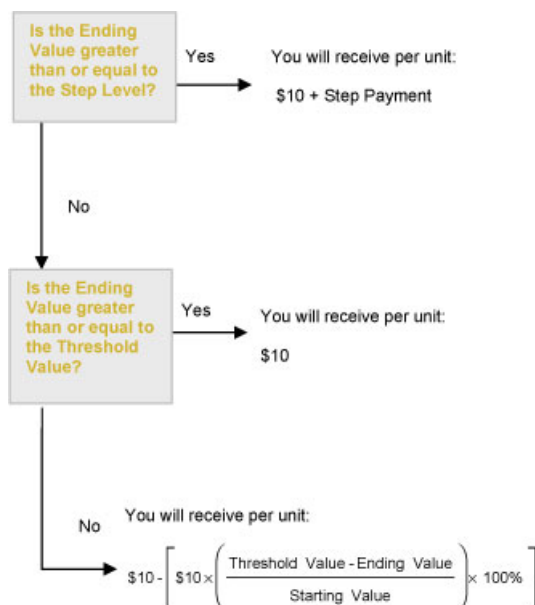 Is the Ending
Value greater
than or equal to
the Step Level?
Yes
You will receive per unit:
$10 + Step Payment
No
Is the Ending
Value greater
than or equal to
the Threshold
Value?
Yes
You will receive per unit:
$10
No
You will receive per unit:
$10 - [ $10 × ( Threshold Value - Ending Value
Starting Value ) × 100% ]